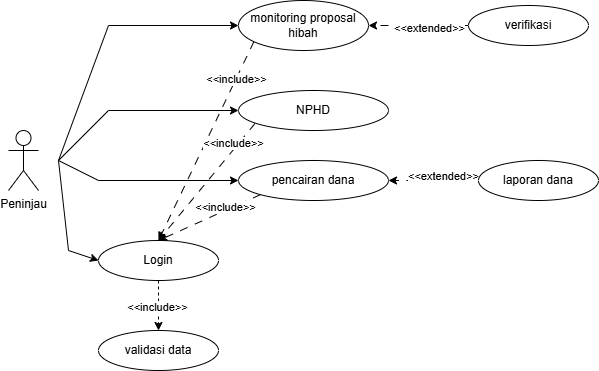 monitoring proposal
hibah
<<extended>>
verifikasi
<<include>>
NPHD
<<include>>
Peninjau
pencairan dana
<<extended>>
laporan dana
<<include>>
Login
<<include>>
validasi data